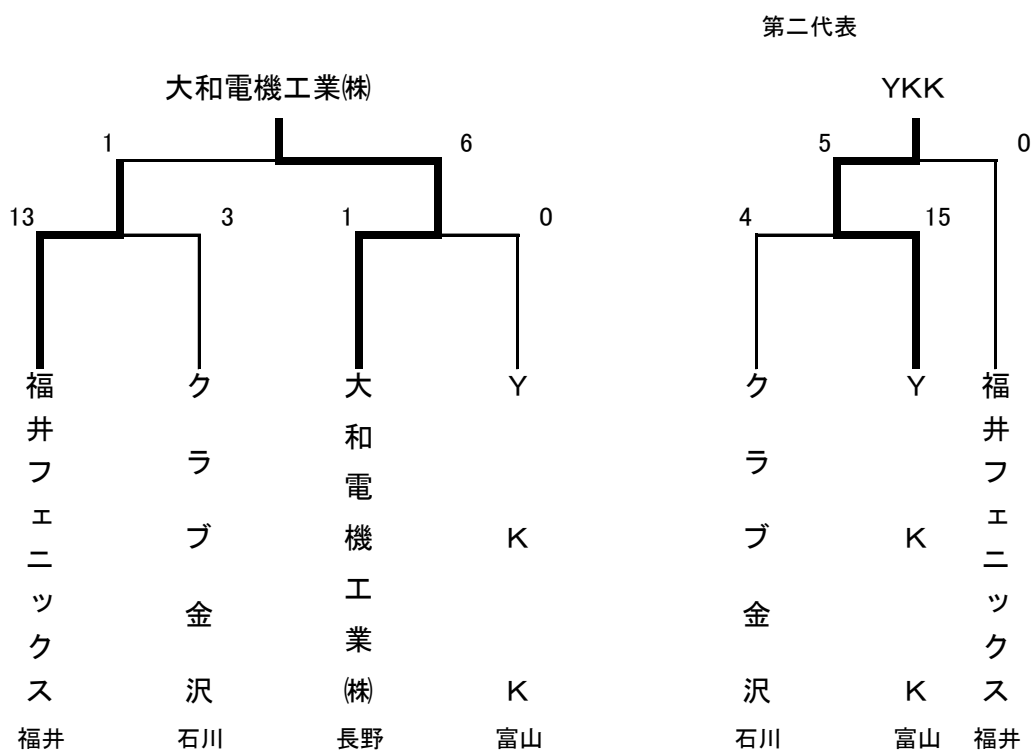 第二代表
大和電機工業㈱
YKK
1
6
5
0
13
3
1
0
4
15
福井フェニックス
クラブ金沢
大和電機工業㈱
YKK
クラブ金沢
YKK
福井フェニックス
福井
石川
長野
富山
石川
富山
福井